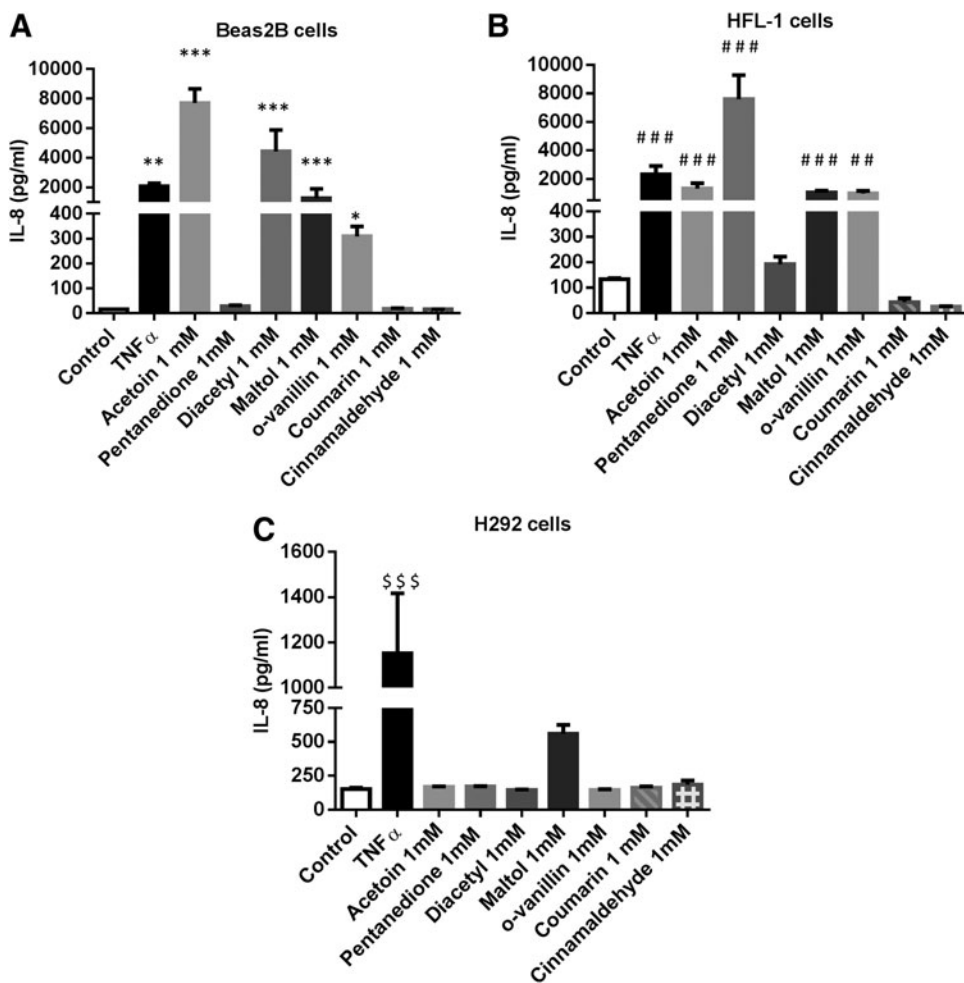 A
Beas2B cells
IL-8 (pg/ml)
10000
8000
6000
4000
2000
400
300
200
100
0
**
***
***
***
*
Control
TNFα
Acetoin 1 mM
Pentanedione 1mM
Diacetyl 1 mM
Maltol 1 mM
o-vanillin 1 mM
Coumarin 1 mM
Cinnamaldehyde 1 mM
B
HFL-1 cells
IL-8 (pg/ml)
10000
8000
6000
4000
2000
400
300
200
100
0
###
###
###
###
##
Control
TNFα
Acetoin 1mM
Pentanedione 1 mM
Diacetyl 1mM
Maltol 1mM
o-vanillin 1mM
Coumarin 1 mM
Cinnamaldehyde 1mM
C
H292 cells
IL-8 (pg/ml)
1600
1400
1200
1000
750
500
250
0
$$$
Control
TNFα
Acetoin 1mM
Pentanedione 1mM
Diacetyl 1mM
Maltol 1mM
o-vanillin 1mM
Coumarin 1 mM
Cinnamaldehyde 1mM